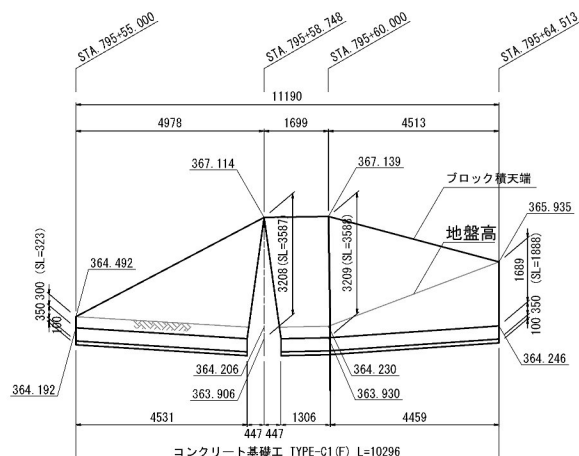 STA.795+55.000
STA.795+58.748
STA.795+60.000
STA.795+64.513
11190
4978
1699
4513
367.114
367.139
ブロック積天端
365.935
地盤高
364.492
350 300 (SL=323)
100
3208(SL=3587)
3209(SL=3588)
1689
(SL=1888)
100 350
364.192
364.206
363.906
364.230
363.930
364.246
4531
447
447
1306
4459
コンクリート基礎工 TYPE-C1(F) L=10296